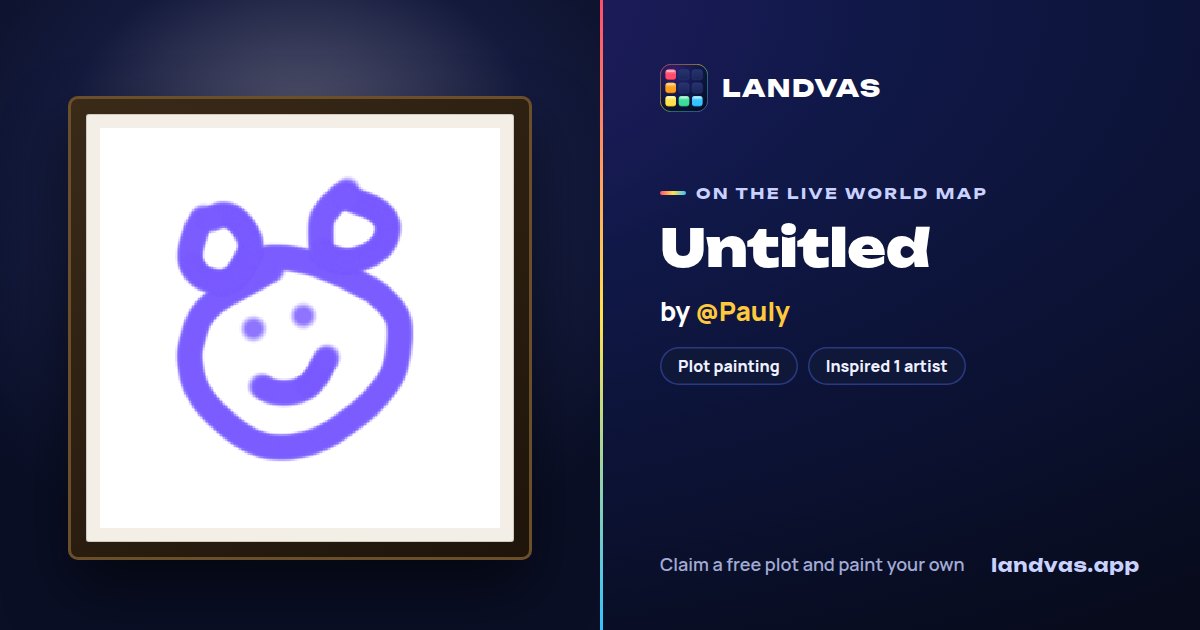 LANDVAS
ON THE LIVE WORLD MAP
Untitled
by @Pauly
Plot painting
Inspired 1 artist
Claim a free plot and paint your own
landvas.app